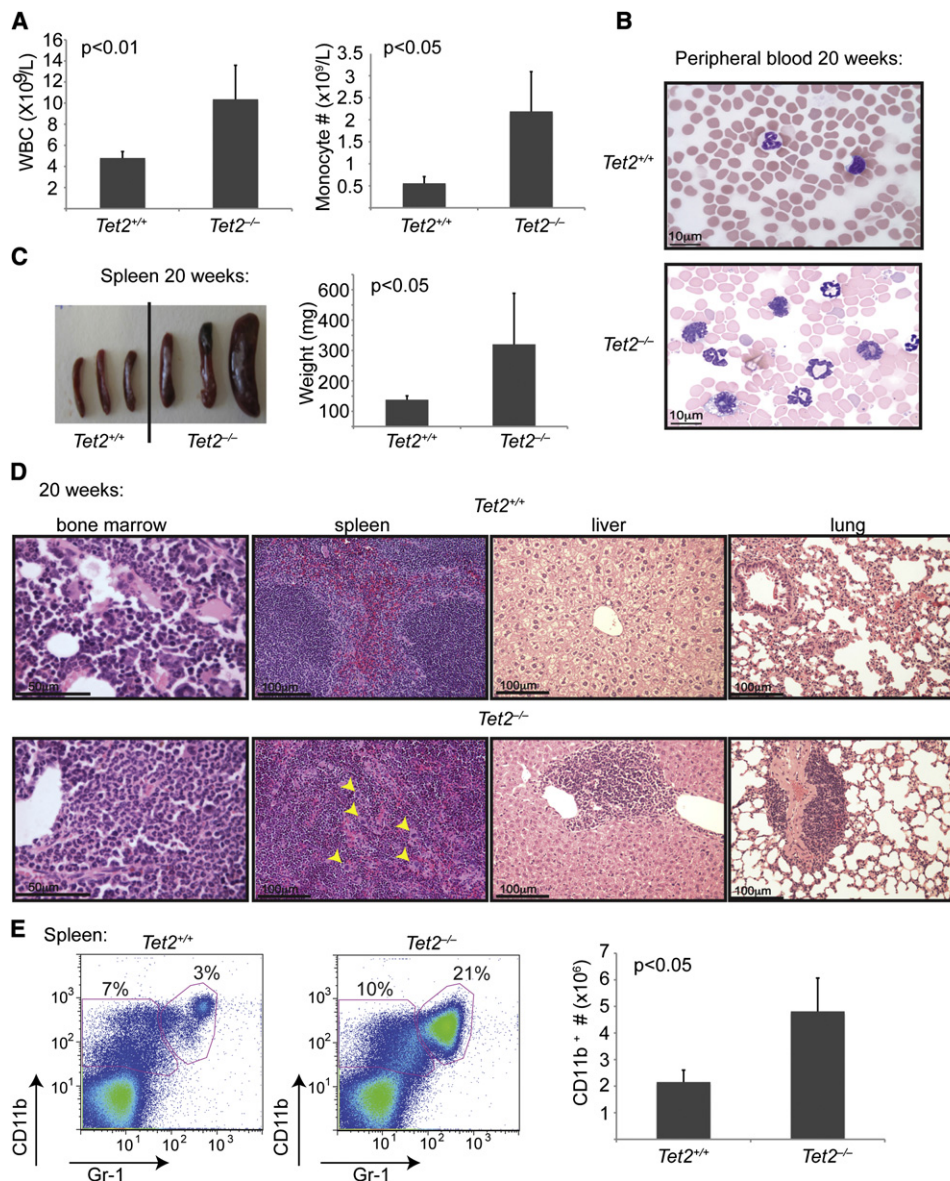 A
p<0.01
WBC (X10⁹/L)
16
14
12
10
8
6
4
2
Tet2+/+
Tet2–/–
p<0.05
Monocyte # (x10⁹/L)
3
2.5
2
1.5
1
0.5
Tet2+/+
Tet2–/–
B
Peripheral blood 20 weeks:
Tet2+/+
10μm
Tet2–/–
10μm
C
Spleen 20 weeks:
Tet2+/+
Tet2–/–
p<0.05
Weight (mg)
600
400
300
200
100
Tet2+/+
Tet2–/–
D
20 weeks:
Tet2+/+
bone marrow spleen liver lung
50μm 100μm 100μm 100μm
Tet2–/–
50μm 100μm 100μm 100μm
E
Spleen:
Tet2+/+
7%
3%
10³
10²
10¹
10¹ 10² 10³
CD11b
Gr-1
Tet2–/–
10%
21%
10³
10²
10¹
10¹ 10² 10³
CD11b
Gr-1
p<0.05
CD11b+ # (x10⁶)
7
6
5
4
3
2
1
Tet2+/+
Tet2–/–